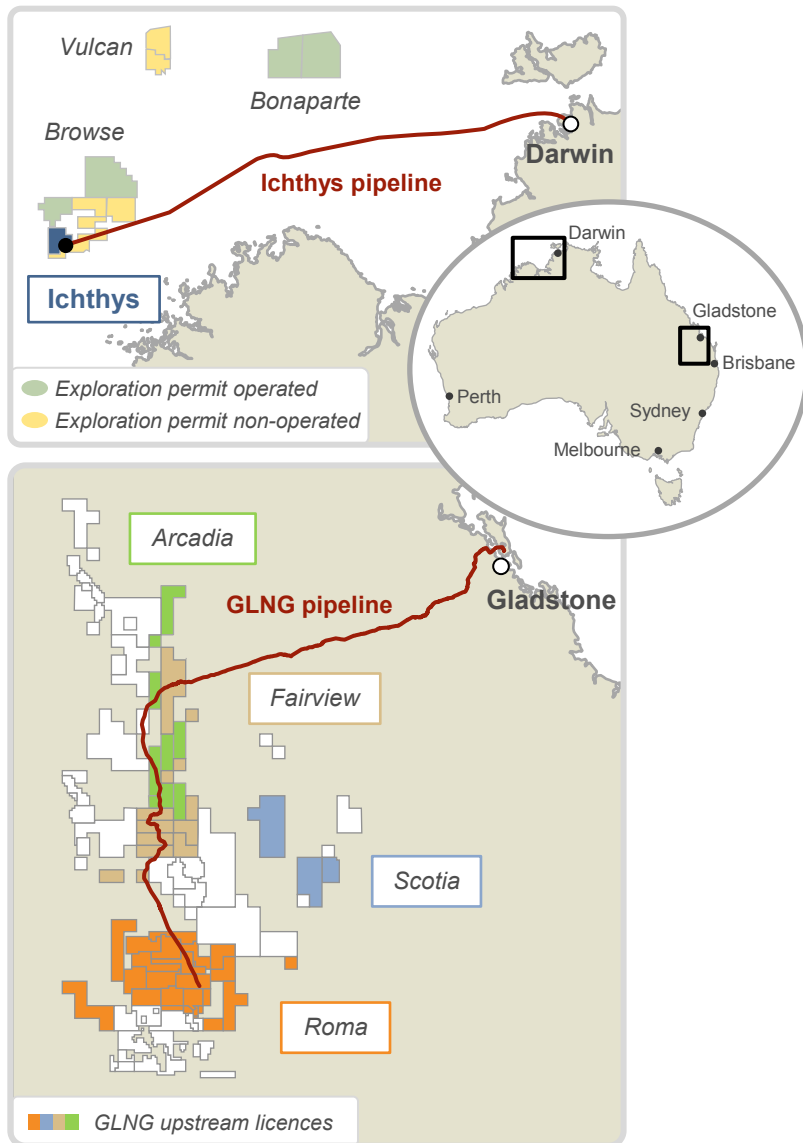 Vulcan
Bonaparte
Browse
Darwin
Ichthys pipeline
Ichthys
Exploration permit operated
Exploration permit non-operated
Darwin
Gladstone
Brisbane
Perth
Sydney
Melbourne
Arcadia
GLNG pipeline
Gladstone
Fairview
Scotia
Roma
GLNG upstream licences